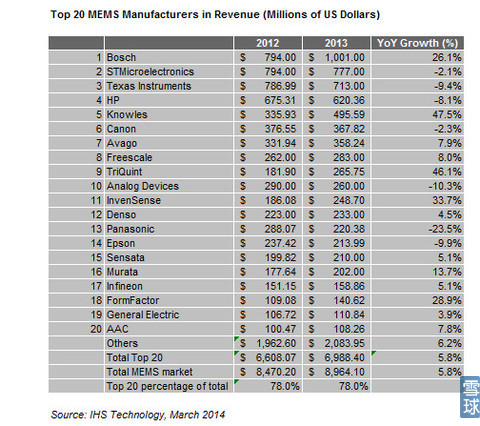 Top 20 MEMS Manufacturers in Revenue (Millions of US Dollars)
2012 2013 YoY Growth (%)
1 Bosch $ 794.00 $ 1,001.00 26.1%
2 STMicroelectronics $ 794.00 $ 777.00 -2.1%
3 Texas Instruments $ 786.99 $ 713.00 -9.4%
4 HP $ 675.31 $ 620.36 -8.1%
5 Knowles $ 335.93 $ 495.59 47.5%
6 Canon $ 376.55 $ 367.82 -2.3%
7 Avago $ 331.94 $ 358.24 7.9%
8 Freescale $ 262.00 $ 283.00 8.0%
9 TriQuint $ 181.90 $ 265.75 46.1%
10 Analog Devices $ 290.00 $ 260.00 -10.3%
11 InvenSense $ 186.08 $ 248.70 33.7%
12 Denso $ 223.00 $ 233.00 4.5%
13 Panasonic $ 288.07 $ 220.38 -23.5%
14 Epson $ 237.42 $ 213.99 -9.9%
15 Sensata $ 199.82 $ 210.00 5.1%
16 Murata $ 177.64 $ 202.00 13.7%
17 Infineon $ 151.15 $ 158.86 5.1%
18 FormFactor $ 109.08 $ 140.62 28.9%
19 General Electric $ 106.72 $ 110.84 3.9%
20 AAC $ 100.47 $ 108.26 7.8%
Others $ 1,962.60 $ 2,083.95 6.2%
Total Top 20 $ 6,608.07 $ 6,988.40 5.8%
Total MEMS market $ 8,470.20 $ 8,964.10 5.8%
Top 20 percentage of total 78.0% 78.0%
Source: IHS Technology, March 2014
雪球